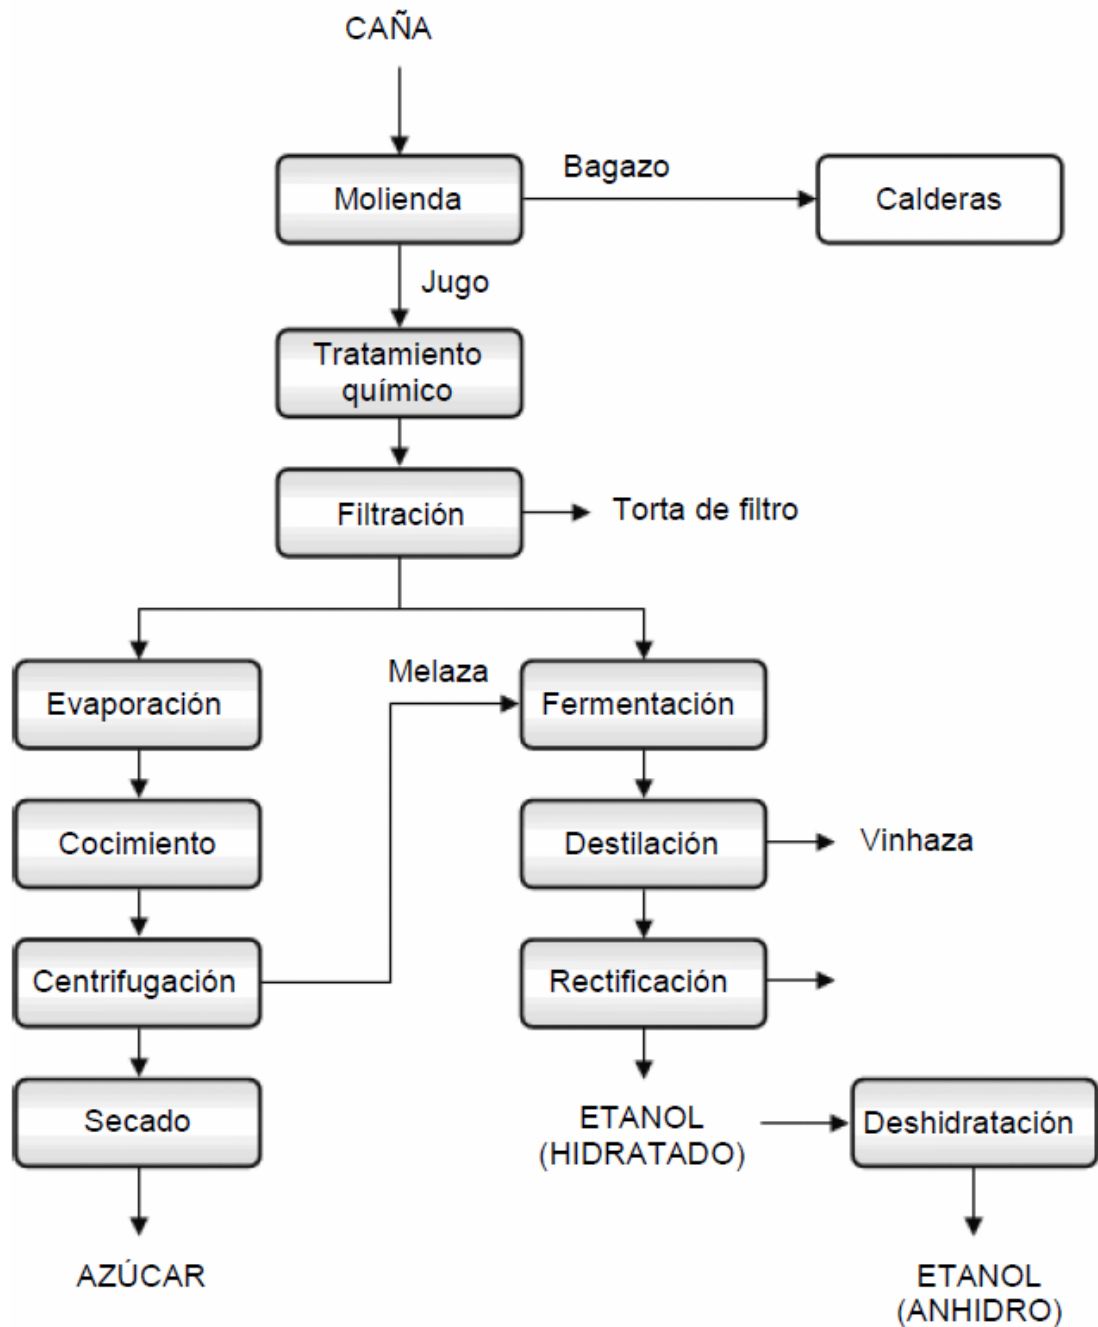 CAÑA
Bagazo
Molienda
Calderas
Jugo
Tratamiento
químico
Filtración
Torta de filtro
Melaza
Evaporación
Fermentación
Cocimiento
Destilación
Vinhaza
Centrifugación
Rectificación
Secado
ETANOL
(HIDRATADO)
Deshidratación
AZÚCAR
ETANOL
(ANHIDRO)